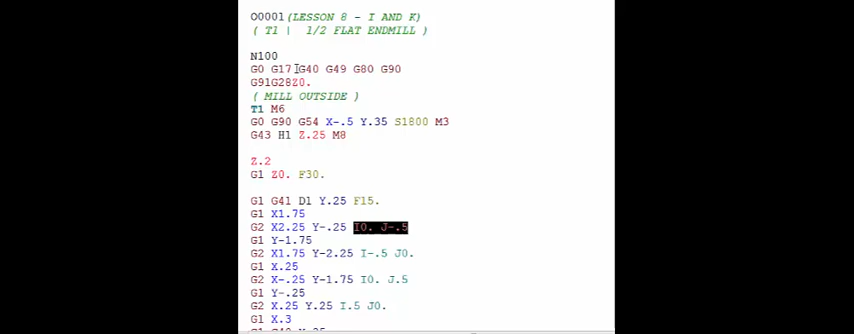 O0001(LESSON 8 - I AND K)
( T1 | 1/2 FLAT ENDMILL )
N100
G0 G17 G40 G49 G80 G90
G91G28Z0.
( MILL OUTSIDE )
T1 M6
G0 G90 G54 X-.5 Y.35 S1800 M3
G43 H1 Z.25 M8
Z.2
G1 Z0. F30.
G1 G41 D1 Y.25 F15.
G1 X1.75
G2 X2.25 Y-.25 I0. J-.5
G1 Y-1.75
G2 X1.75 Y-2.25 I-.5 J0.
G1 X.25
G2 X-.25 Y-1.75 I0. J.5
G1 Y-.25
G2 X.25 Y.25 I.5 J0.
G1 X.3